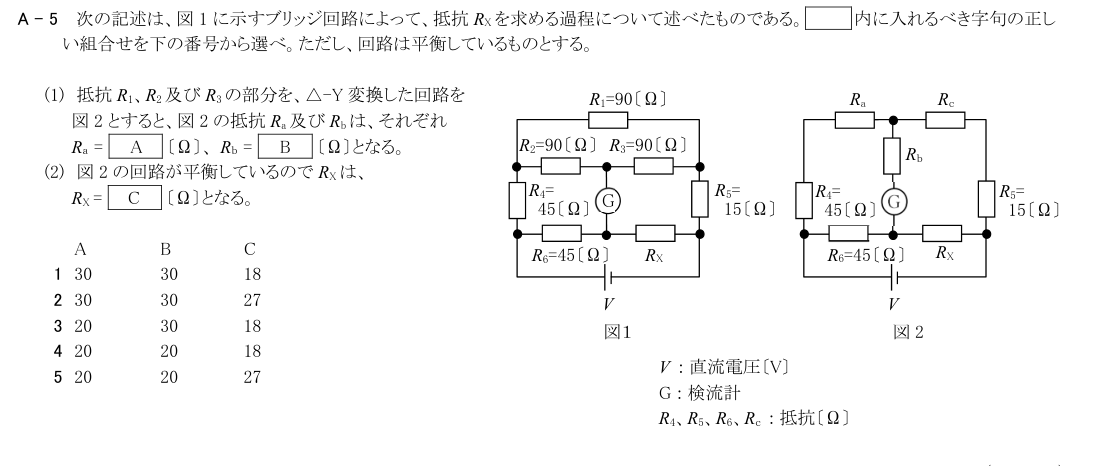 A－5 次の記述は、図1に示すブリッジ回路によって、抵抗 RXを求める過程について述べたものである。 内に入れるべき字句の正し
い組合せを下の番号から選べ。ただし、回路は平衡しているものとする。
(1) 抵抗 R1、R2 及び R3 の部分を、△-Y 変換した回路を
図2とすると、図2の抵抗 Ra 及び Rb は、それぞれ
Ra = A 〔Ω〕、Rb = B 〔Ω〕となる。
(2) 図2の回路が平衡しているので RX は、
RX = C 〔Ω〕となる。
A B C
1 30 30 18
2 30 30 27
3 20 30 18
4 20 20 18
5 20 20 27
R1=90〔Ω〕
R2=90〔Ω〕 R3=90〔Ω〕
R4=
45〔Ω〕
G
R5=
15〔Ω〕
R6=45〔Ω〕 RX
V
図1
Ra Rc
Rb
R4=
45〔Ω〕
G
R5=
15〔Ω〕
R6=45〔Ω〕 RX
V
図2
V：直流電圧〔V〕
G：検流計
R4、R5、R6、Rc：抵抗〔Ω〕